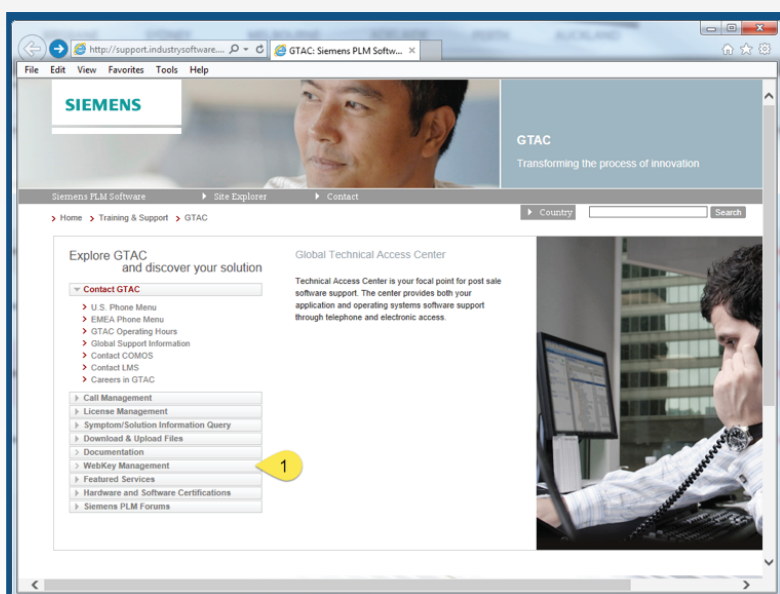 http://support.industrysoftware....
GTAC: Siemens PLM Softw...
File Edit View Favorites Tools Help
SIEMENS
GTAC
Transforming the process of innovation
Siemens PLM Software Site Explorer Contact
Home Training & Support GTAC
Country Search
Explore GTAC
and discover your solution
Contact GTAC
U.S. Phone Menu
EMEA Phone Menu
GTAC Operating Hours
Global Support Information
Contact COMOS
Contact LMS
Careers in GTAC
Call Management
License Management
Symptom/Solution Information Query
Download & Upload Files
Documentation
WebKey Management
1
Featured Services
Hardware and Software Certifications
Siemens PLM Forums
Global Technical Access Center
Technical Access Center is your focal point for post sale
software support. The center provides both your
application and operating systems software support
through telephone and electronic access.